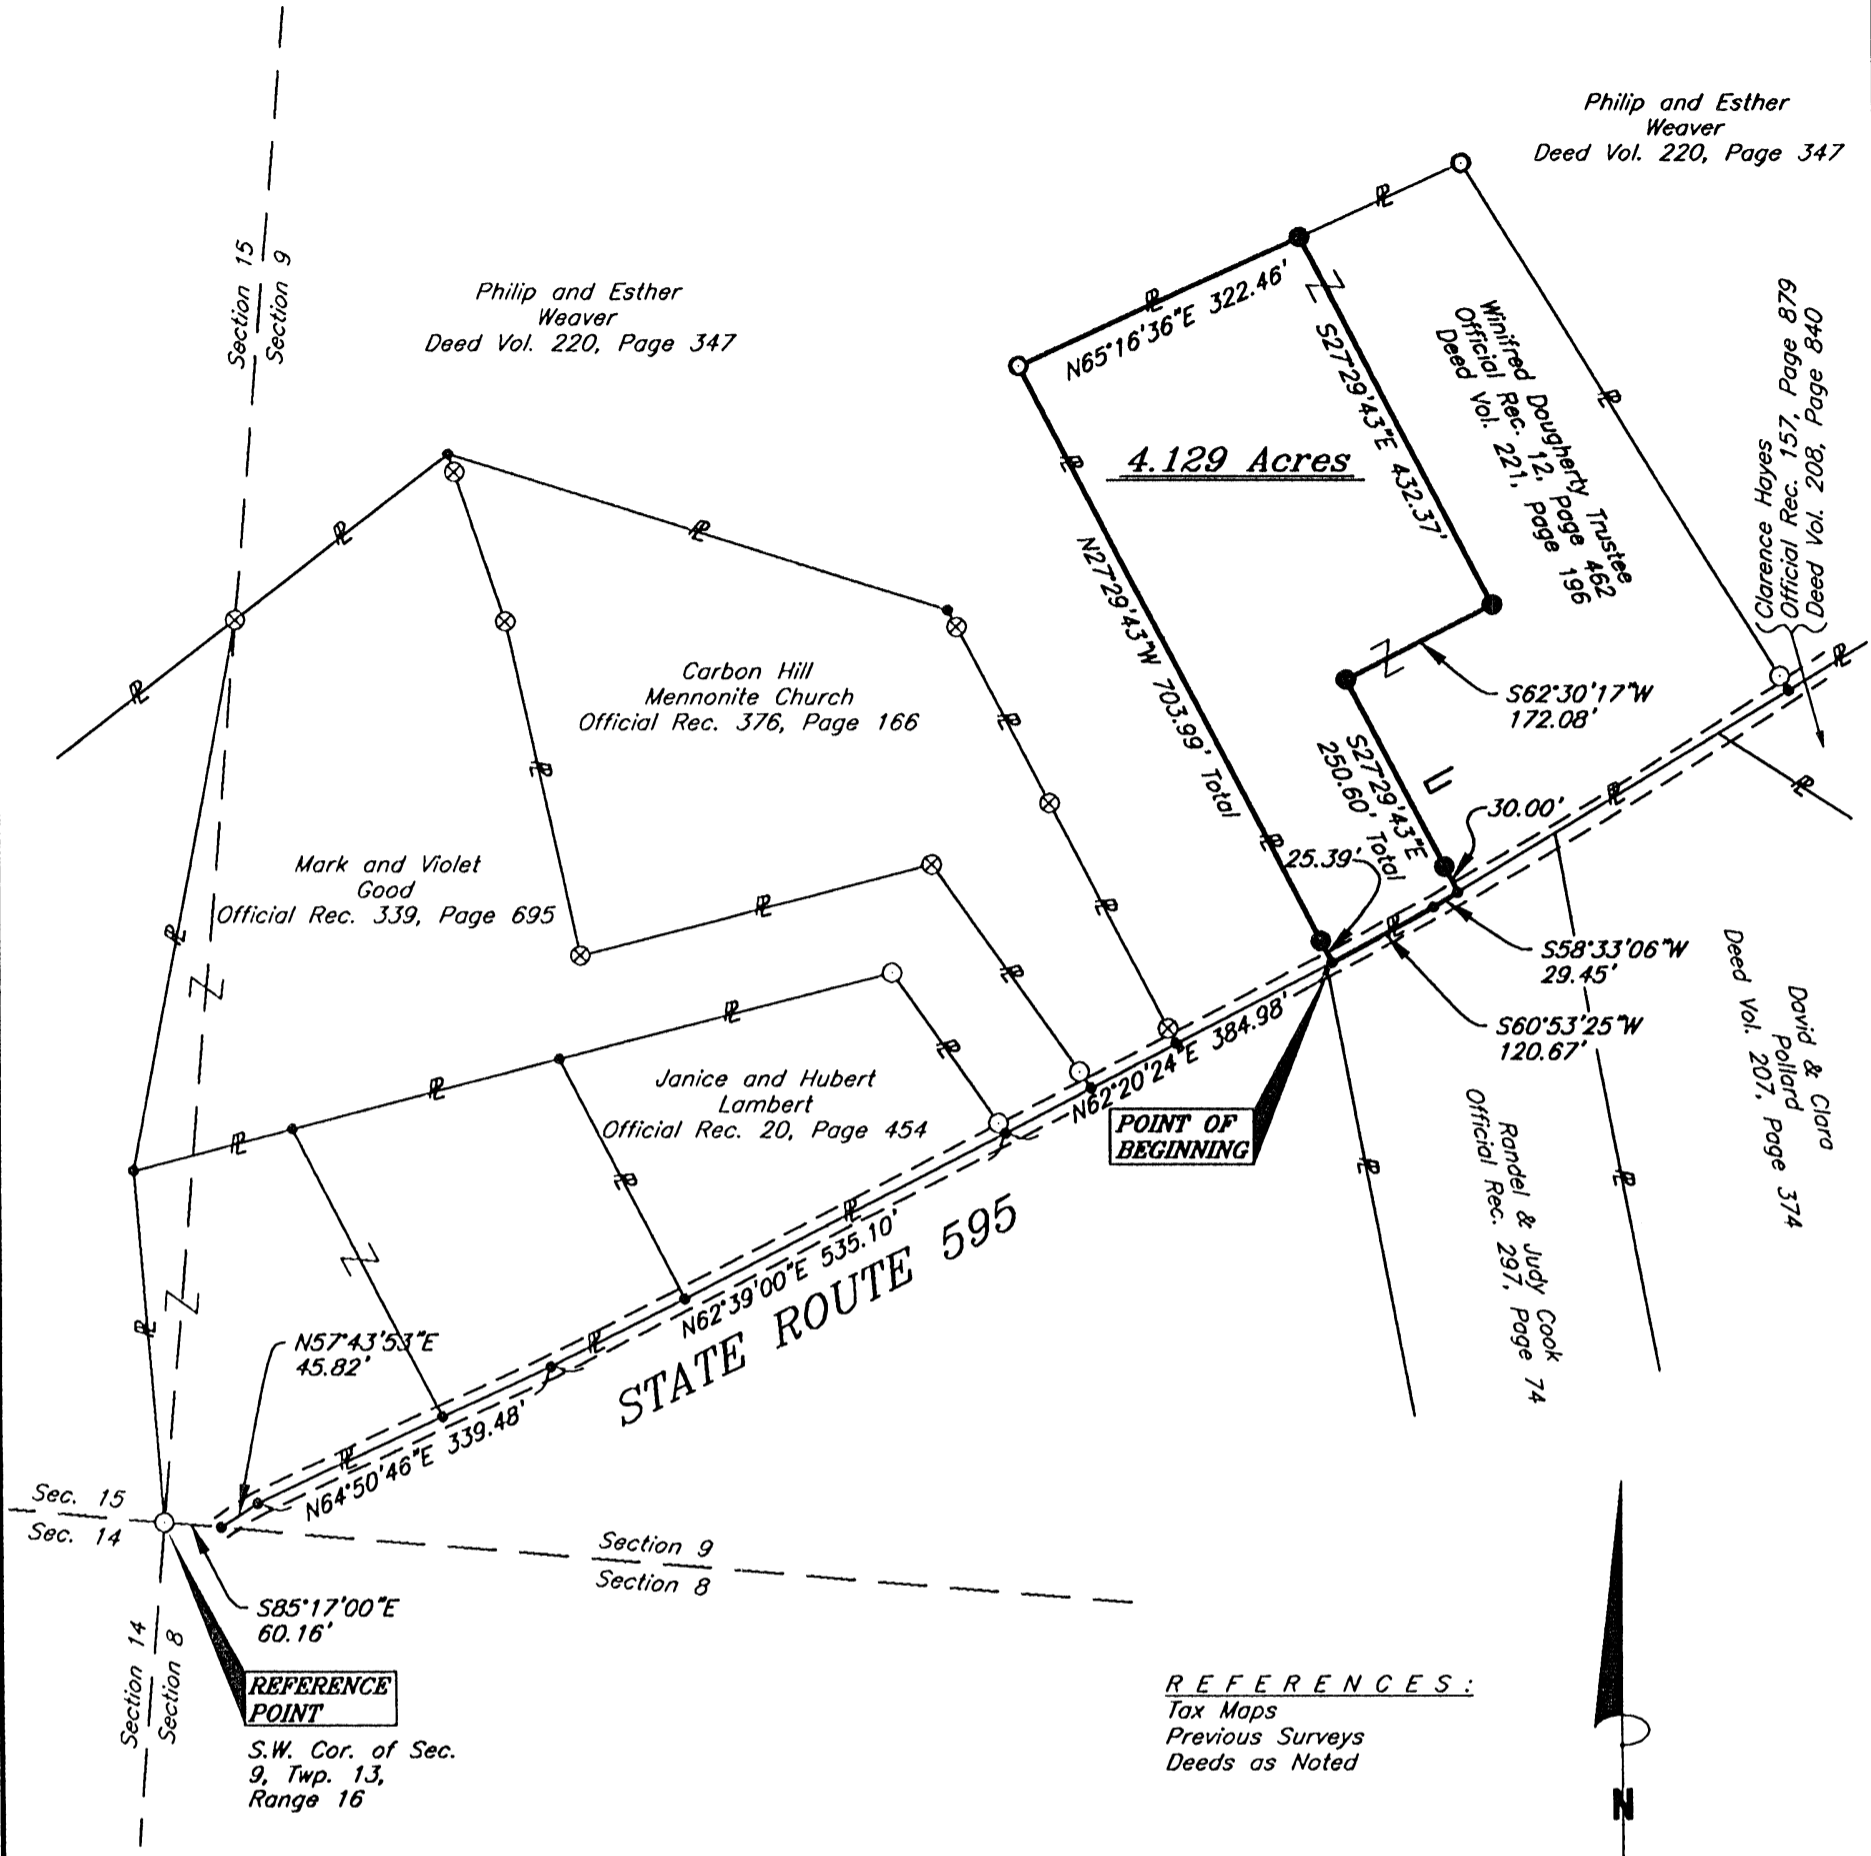 Philip and Esther
Weaver
Deed Vol. 220, Page 347
Section 15
Section 9
Philip and Esther
Weaver
Deed Vol. 220, Page 347
N65°16'36"E 322.46'
S27°29'43"E 432.37'
Winifred Dougherty Trustee
Official Rec. 12, Page 462
Deed Vol. 221, Page 196
Clarence Hayes
Official Rec. 157, Page 879
Deed Vol. 208, Page 840
4.129 Acres
N27°29'43"W 703.99' Total
Carbon Hill
Mennonite Church
Official Rec. 376, Page 166
S62°30'17"W
172.08'
S27°29'43"E
250.60' Total
30.00'
25.39'
Mark and Violet
Good
Official Rec. 339, Page 695
S58°33'06"W
29.45'
S60°53'25"W
120.67'
David & Clara
Pollard
Deed Vol. 207, Page 374
Janice and Hubert
Lambert
Official Rec. 20, Page 454
N62°20'24"E 384.98'
POINT OF
BEGINNING
Randel & Judy Cook
Official Rec. 297, Page 74
N62°39'00"E 535.10'
STATE ROUTE 595
N57°43'53"E
45.82'
N64°50'46"E 339.48'
Sec. 15
Sec. 14
Section 9
Section 8
S85°17'00"E
60.16'
Section 14
Section 8
REFERENCE
POINT
S.W. Cor. of Sec.
9, Twp. 13,
Range 16
REFERENCES:
Tax Maps
Previous Surveys
Deeds as Noted
N